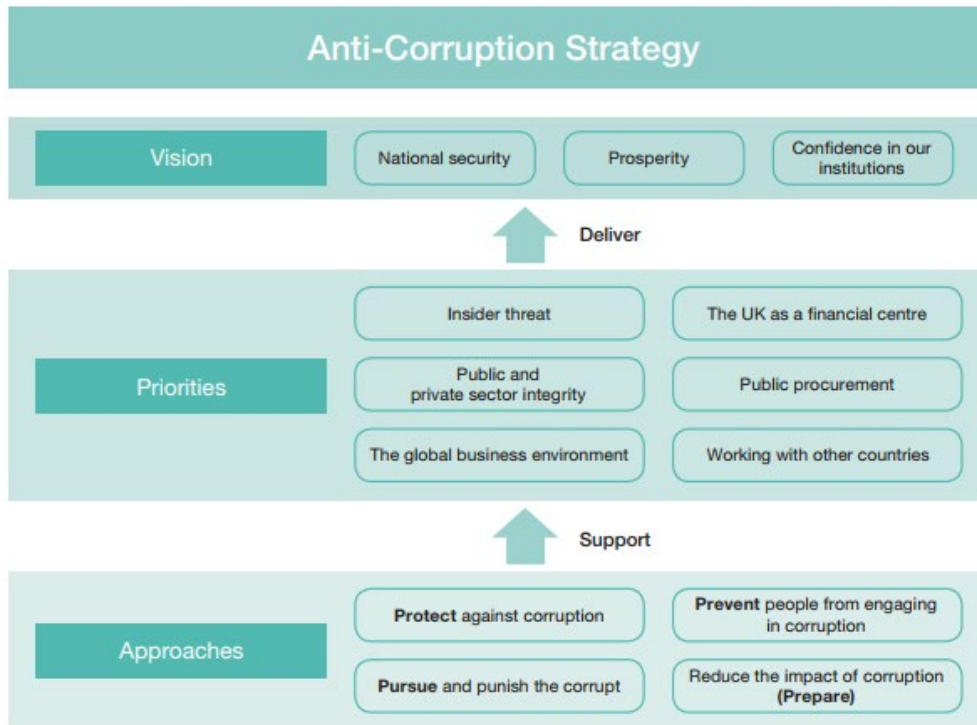 Anti-Corruption Strategy
Vision
National security
Prosperity
Confidence in our
institutions
Deliver
Priorities
Insider threat
The UK as a financial centre
Public and
private sector integrity
Public procurement
The global business environment
Working with other countries
Support
Approaches
Protect against corruption
Prevent people from engaging
in corruption
Pursue and punish the corrupt
Reduce the impact of corruption
(Prepare)